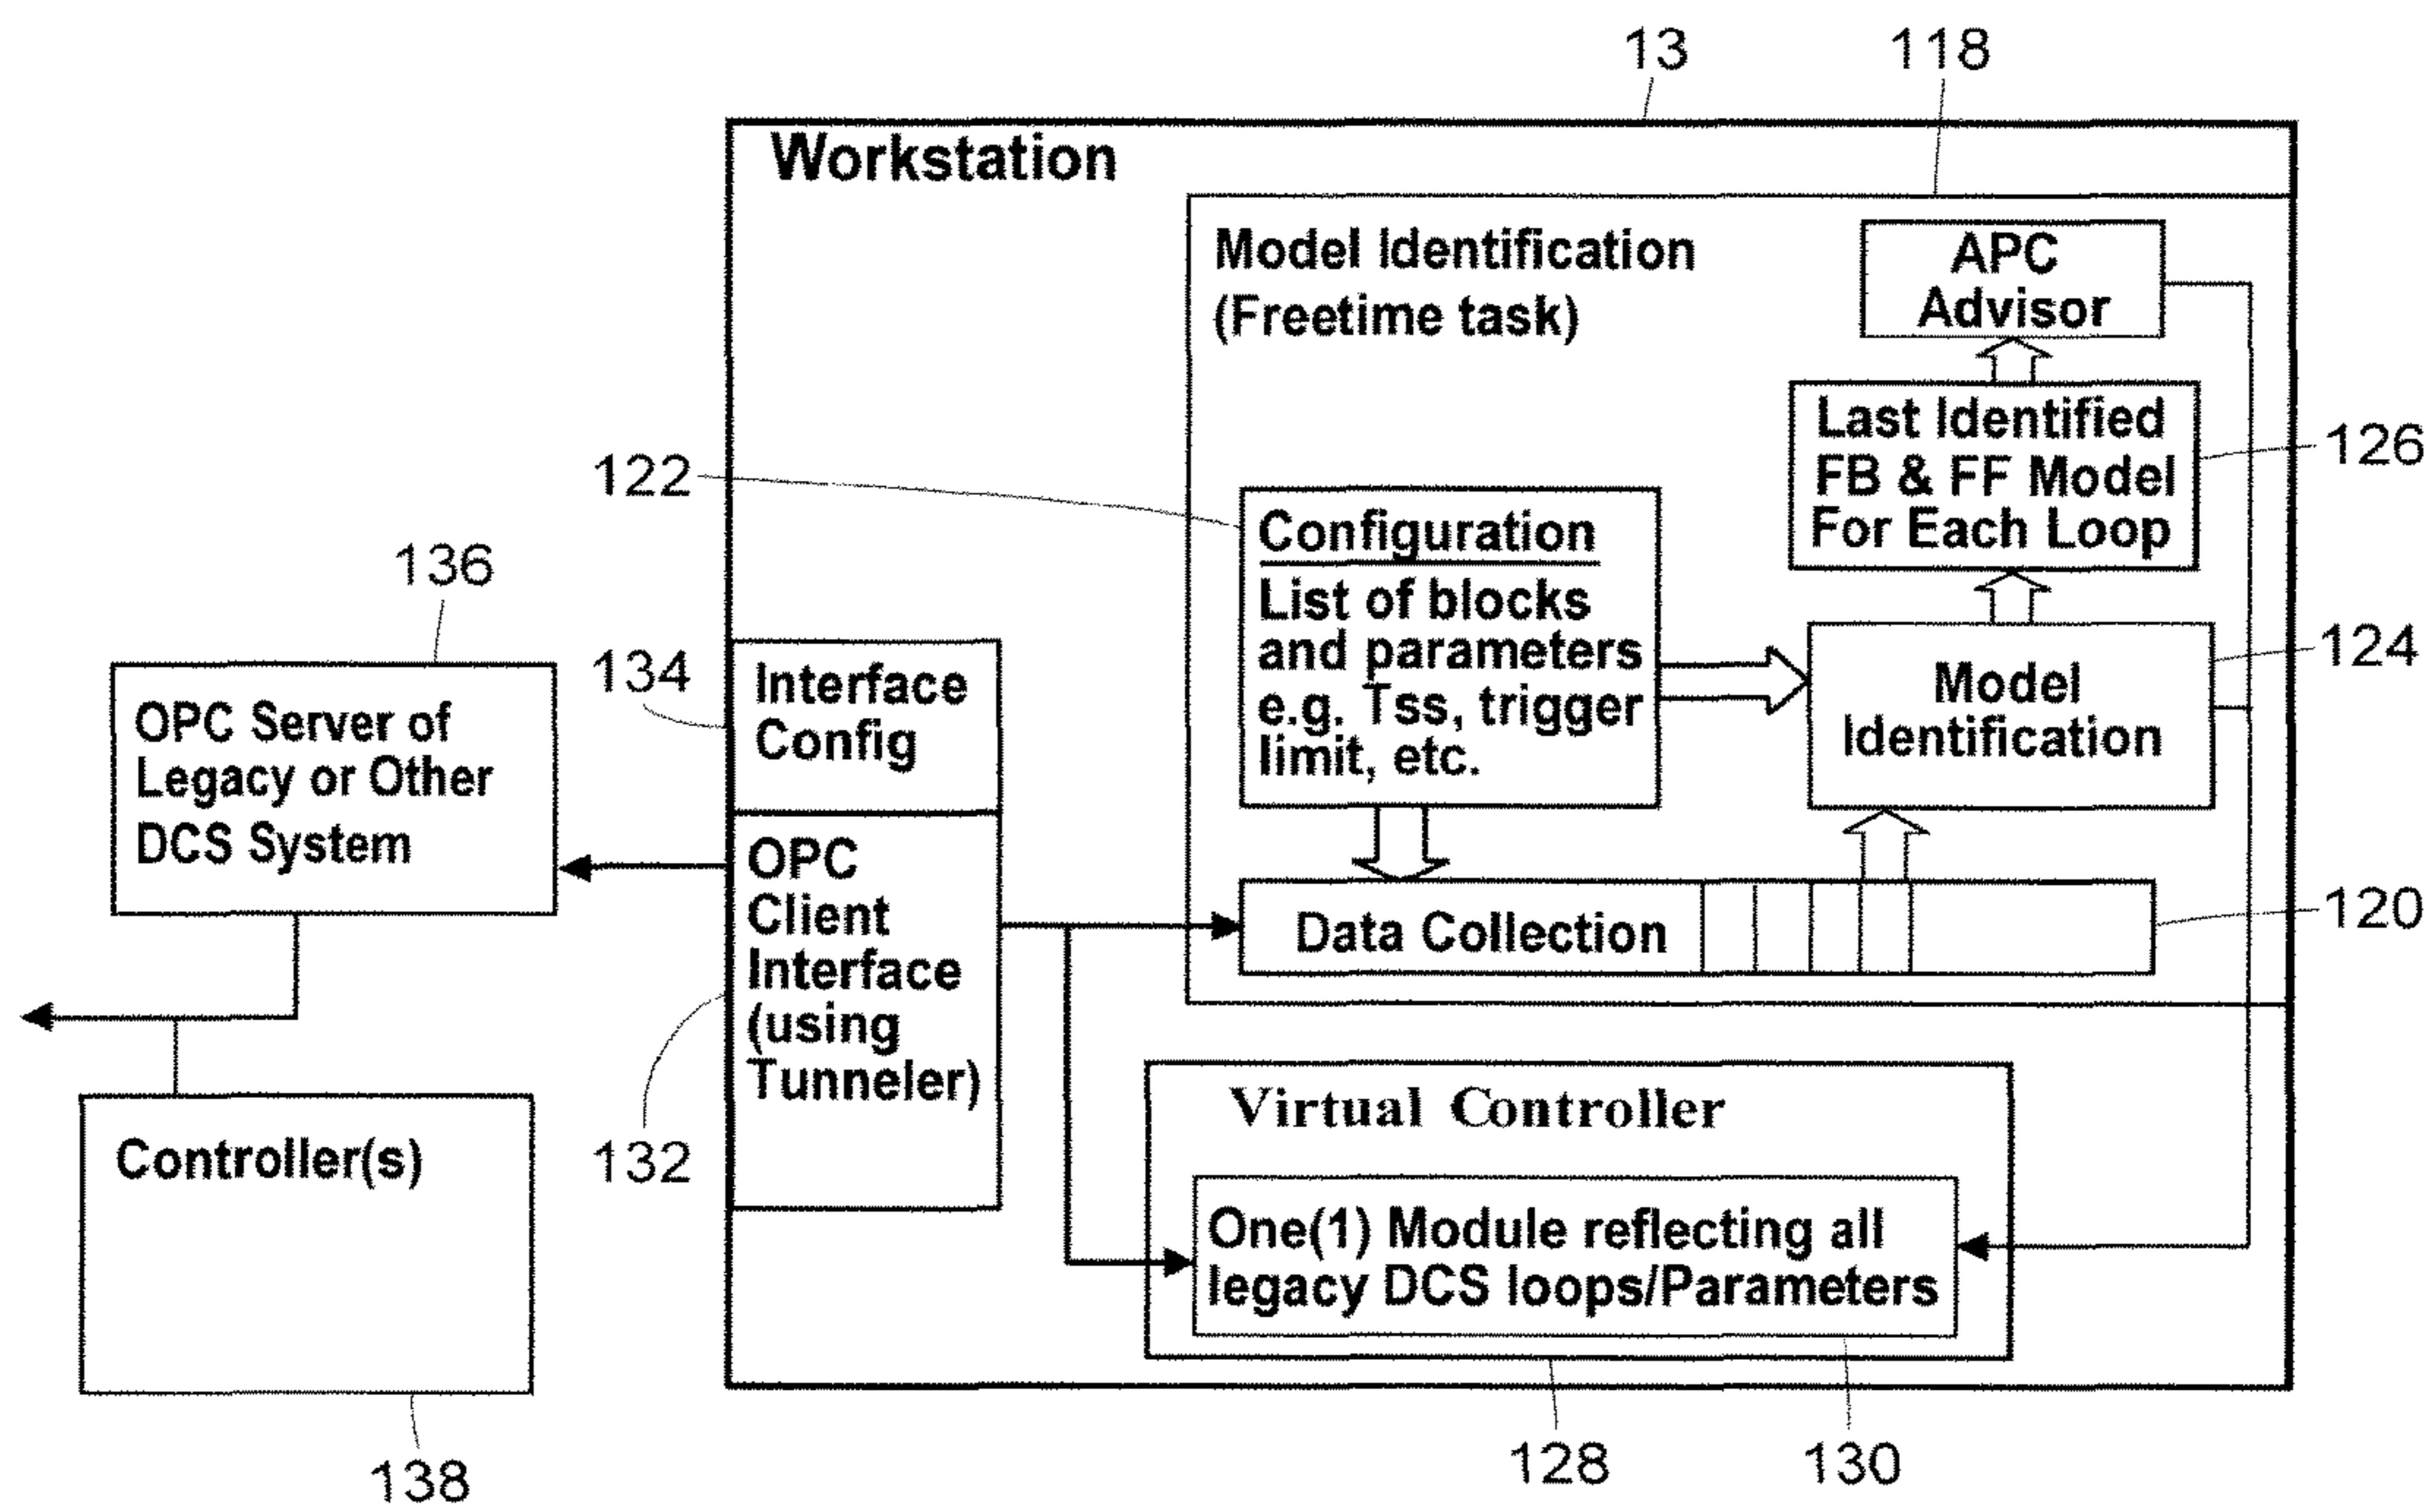 13
118
Workstation
Model Identification
(Freetime task)
APC
Advisor
Last Identified
FB & FF Model
For Each Loop
126
122
Configuration
List of blocks
and parameters
e.g. Tss, trigger
limit, etc.
Model
Identification
124
136
OPC Server of
Legacy or Other
DCS System
134
Interface
Config
OPC
Client
Interface
(using
Tunneler)
132
Data Collection
120
Controller(s)
138
Virtual Controller
One(1) Module reflecting all
legacy DCS loops/Parameters
128
130